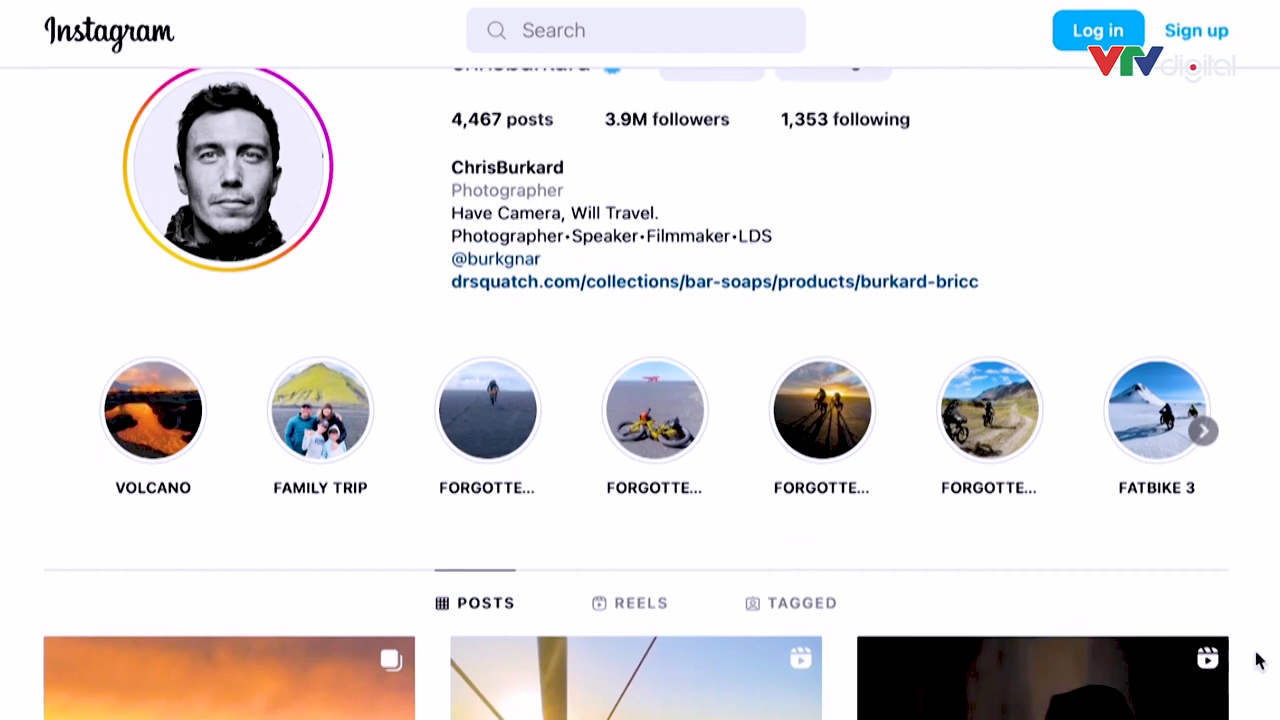 Instagram
Search
Log in
Sign up
VTV digital
4,467 posts
3.9M followers
1,353 following
ChrisBurkard
Photographer
Have Camera, Will Travel.
Photographer•Speaker•Filmmaker•LDS
@burkgnar
drsquatch.com/collections/bar-soaps/products/burkard-bricc
VOLCANO
FAMILY TRIP
FORGOTTE...
FORGOTTE...
FORGOTTE...
FORGOTTE...
FATBIKE 3
POSTS
REELS
TAGGED